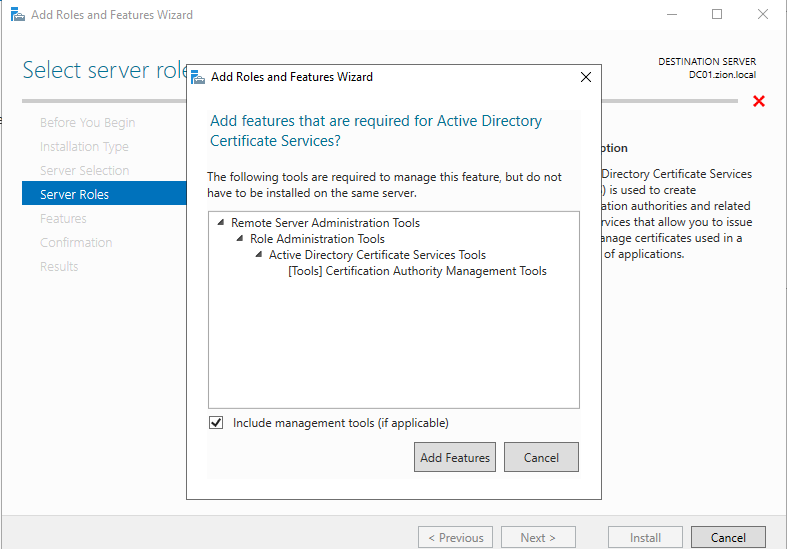 Add Roles and Features Wizard
Select server role
DESTINATION SERVER
DC01.zion.local
Before You Begin
Installation Type
Server Selection
Server Roles
Features
Confirmation
Results
Add Roles and Features Wizard
Add features that are required for Active Directory
Certificate Services?
The following tools are required to manage this feature, but do not
have to be installed on the same server.
Remote Server Administration Tools
Role Administration Tools
Active Directory Certificate Services Tools
[Tools] Certification Authority Management Tools
Include management tools (if applicable)
Add Features
Cancel
ption
Directory Certificate Services
) is used to create
ation authorities and related
rvices that allow you to issue
anage certificates used in a
of applications.
< Previous
Next >
Install
Cancel